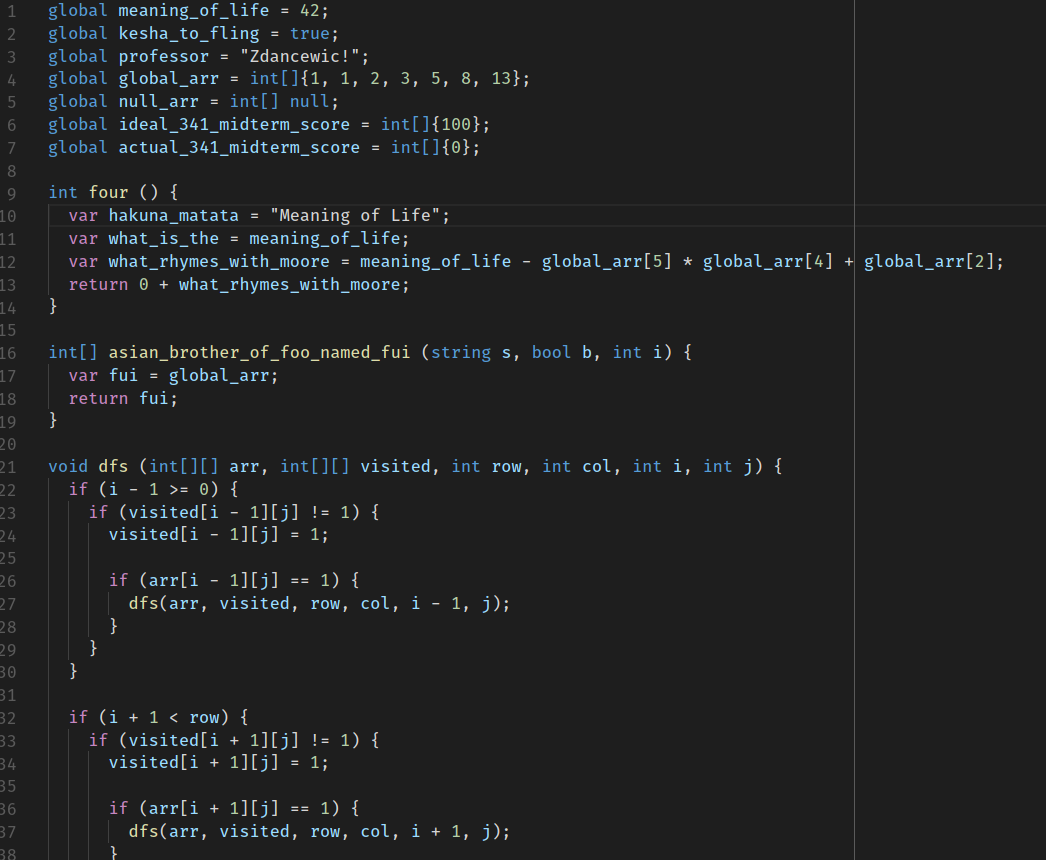 1 global meaning_of_life = 42;
2 global kesha_to_fling = true;
3 global professor = "Zdancewic!";
4 global global_arr = int[]{1, 1, 2, 3, 5, 8, 13};
5 global null_arr = int[] null;
6 global ideal_341_midterm_score = int[]{100};
7 global actual_341_midterm_score = int[]{0};
8
9 int four () {
10   var hakuna_matata = "Meaning of Life";
11   var what_is_the = meaning_of_life;
12   var what_rhymes_with_moore = meaning_of_life - global_arr[5] * global_arr[4] + global_arr[2];
13   return 0 + what_rhymes_with_moore;
14 }
15
16 int[] asian_brother_of_foo_named_fui (string s, bool b, int i) {
17   var fui = global_arr;
18   return fui;
19 }
20
21 void dfs (int[][] arr, int[][] visited, int row, int col, int i, int j) {
22   if (i - 1 >= 0) {
23     if (visited[i - 1][j] != 1) {
24       visited[i - 1][j] = 1;
25
26       if (arr[i - 1][j] == 1) {
27         dfs(arr, visited, row, col, i - 1, j);
28       }
29     }
30   }
31
32   if (i + 1 < row) {
33     if (visited[i + 1][j] != 1) {
34       visited[i + 1][j] = 1;
35
36       if (arr[i + 1][j] == 1) {
37         dfs(arr, visited, row, col, i + 1, j);
38       }